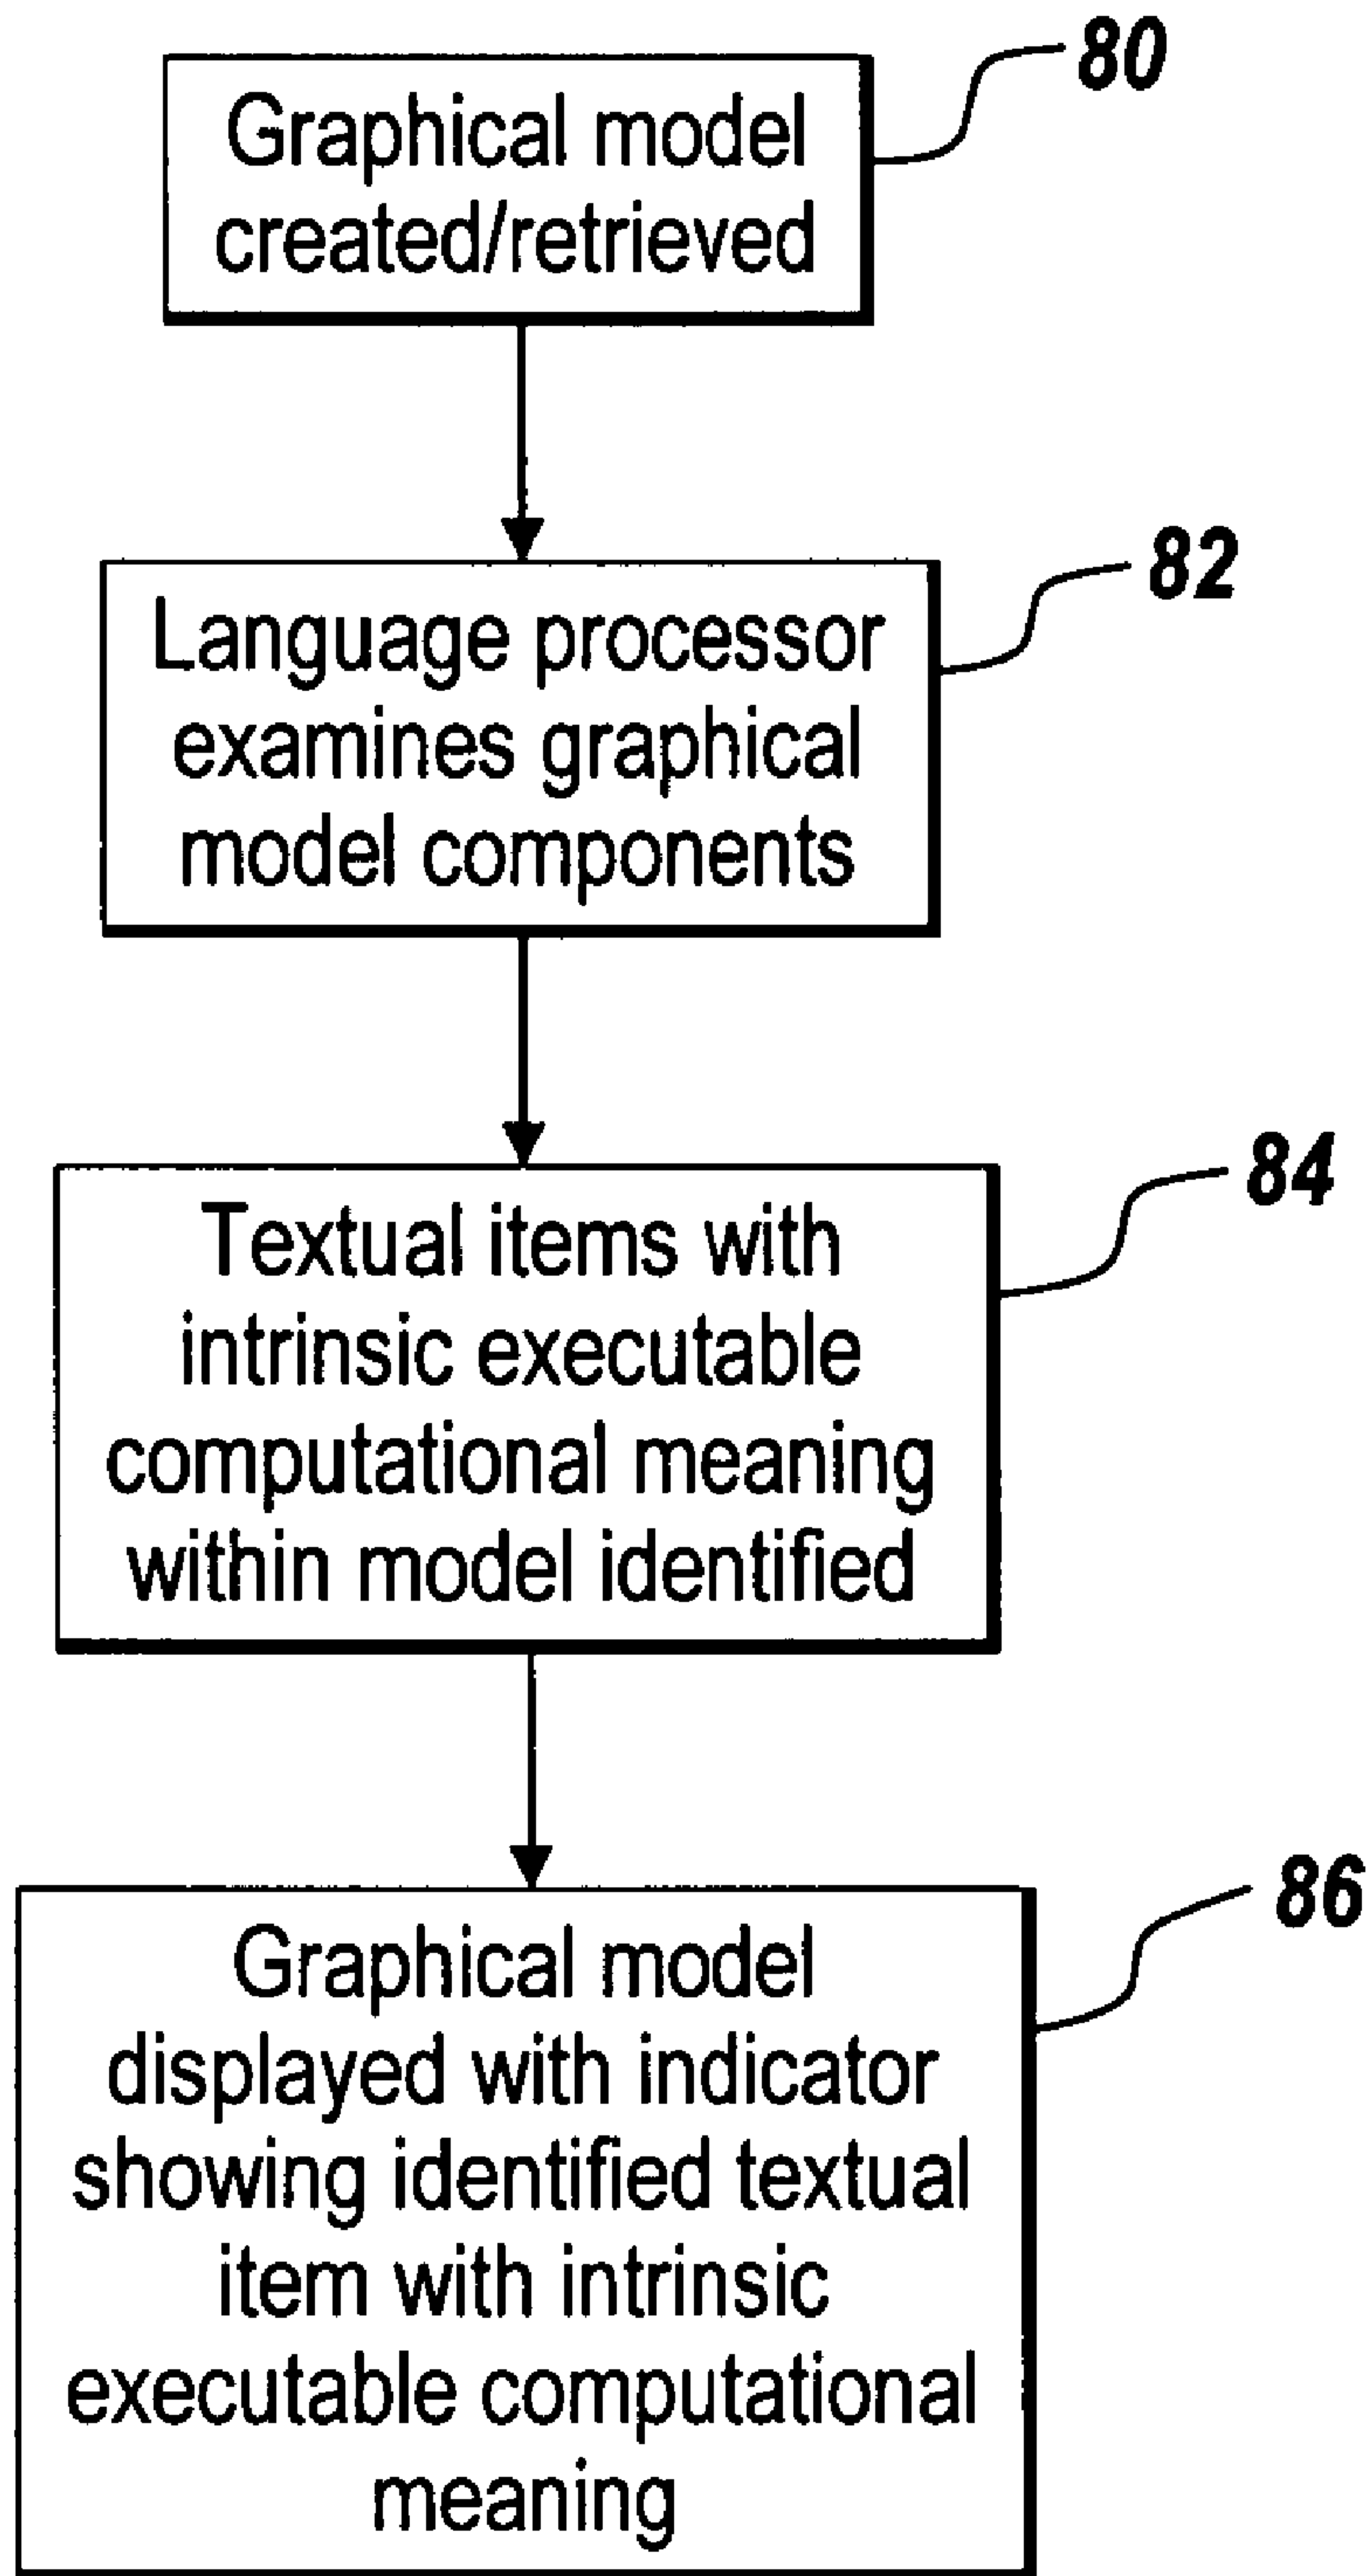 80
Graphical model
created/retrieved
82
Language processor
examines graphical
model components
84
Textual items with
intrinsic executable
computational meaning
within model identified
86
Graphical model
displayed with indicator
showing identified textual
item with intrinsic
executable computational
meaning